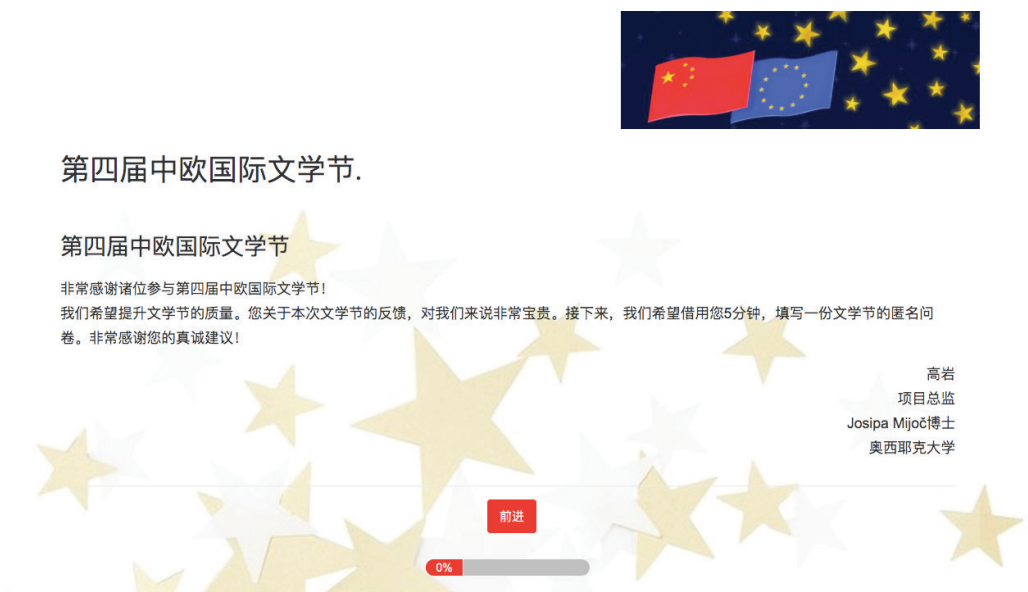 第四届中欧国际文学节.
第四届中欧国际文学节
非常感谢诸位参与第四届中欧国际文学节！
我们希望提升文学节的质量。您关于本次文学节的反馈，对我们来说非常宝贵。接下来，我们希望借用您5分钟，填写一份文学节的匿名问
卷。非常感谢您的真诚建议！
高岩
项目总监
Josipa Mijoč博士
奥西耶克大学
前进
0%